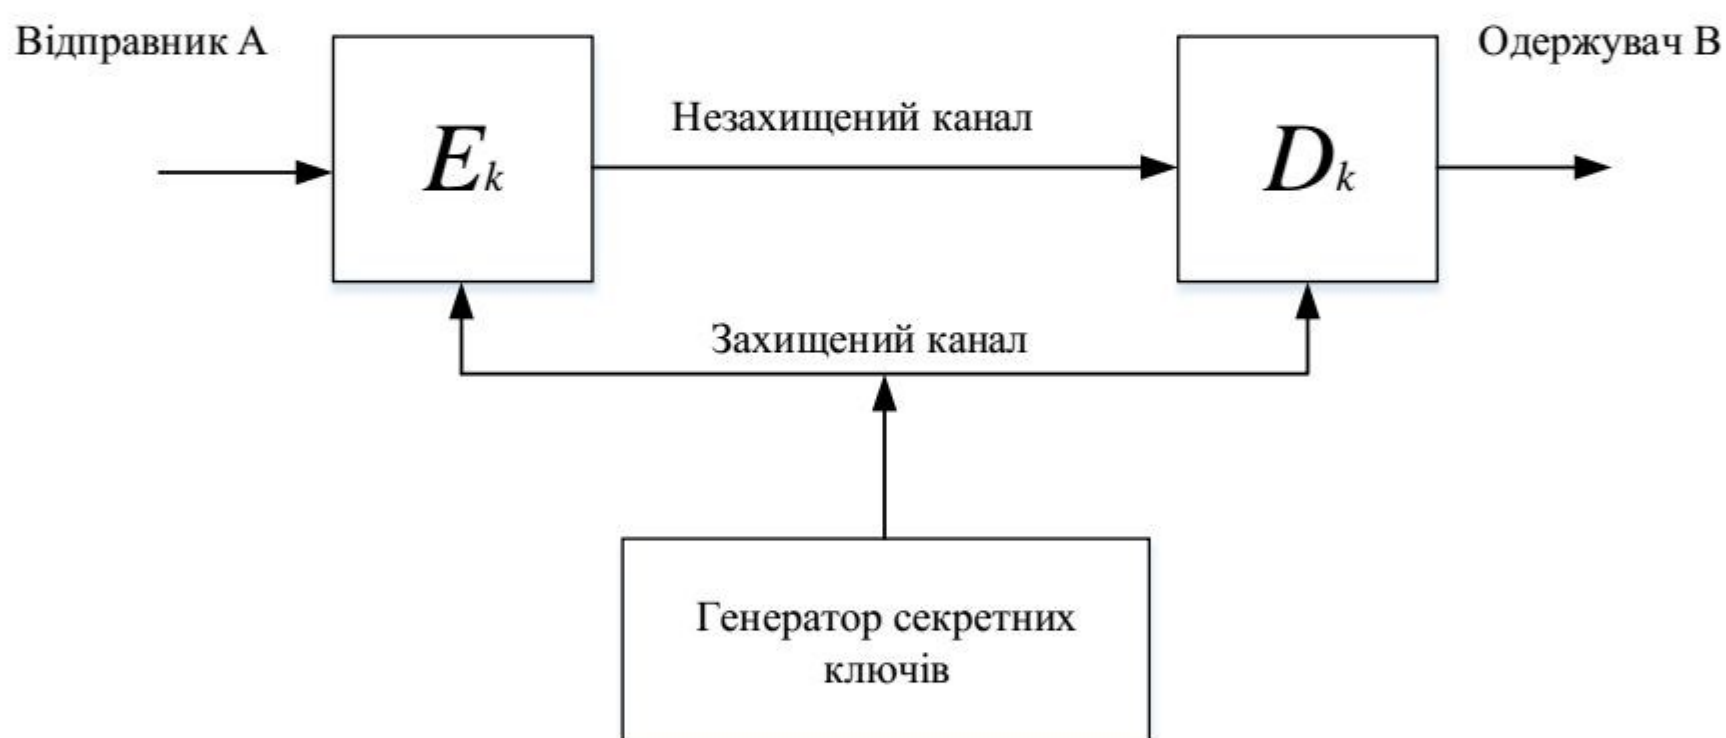 Відправник А
Одержувач В
Незахищений канал
Ek
Dk
Захищений канал
Генератор секретних
ключів